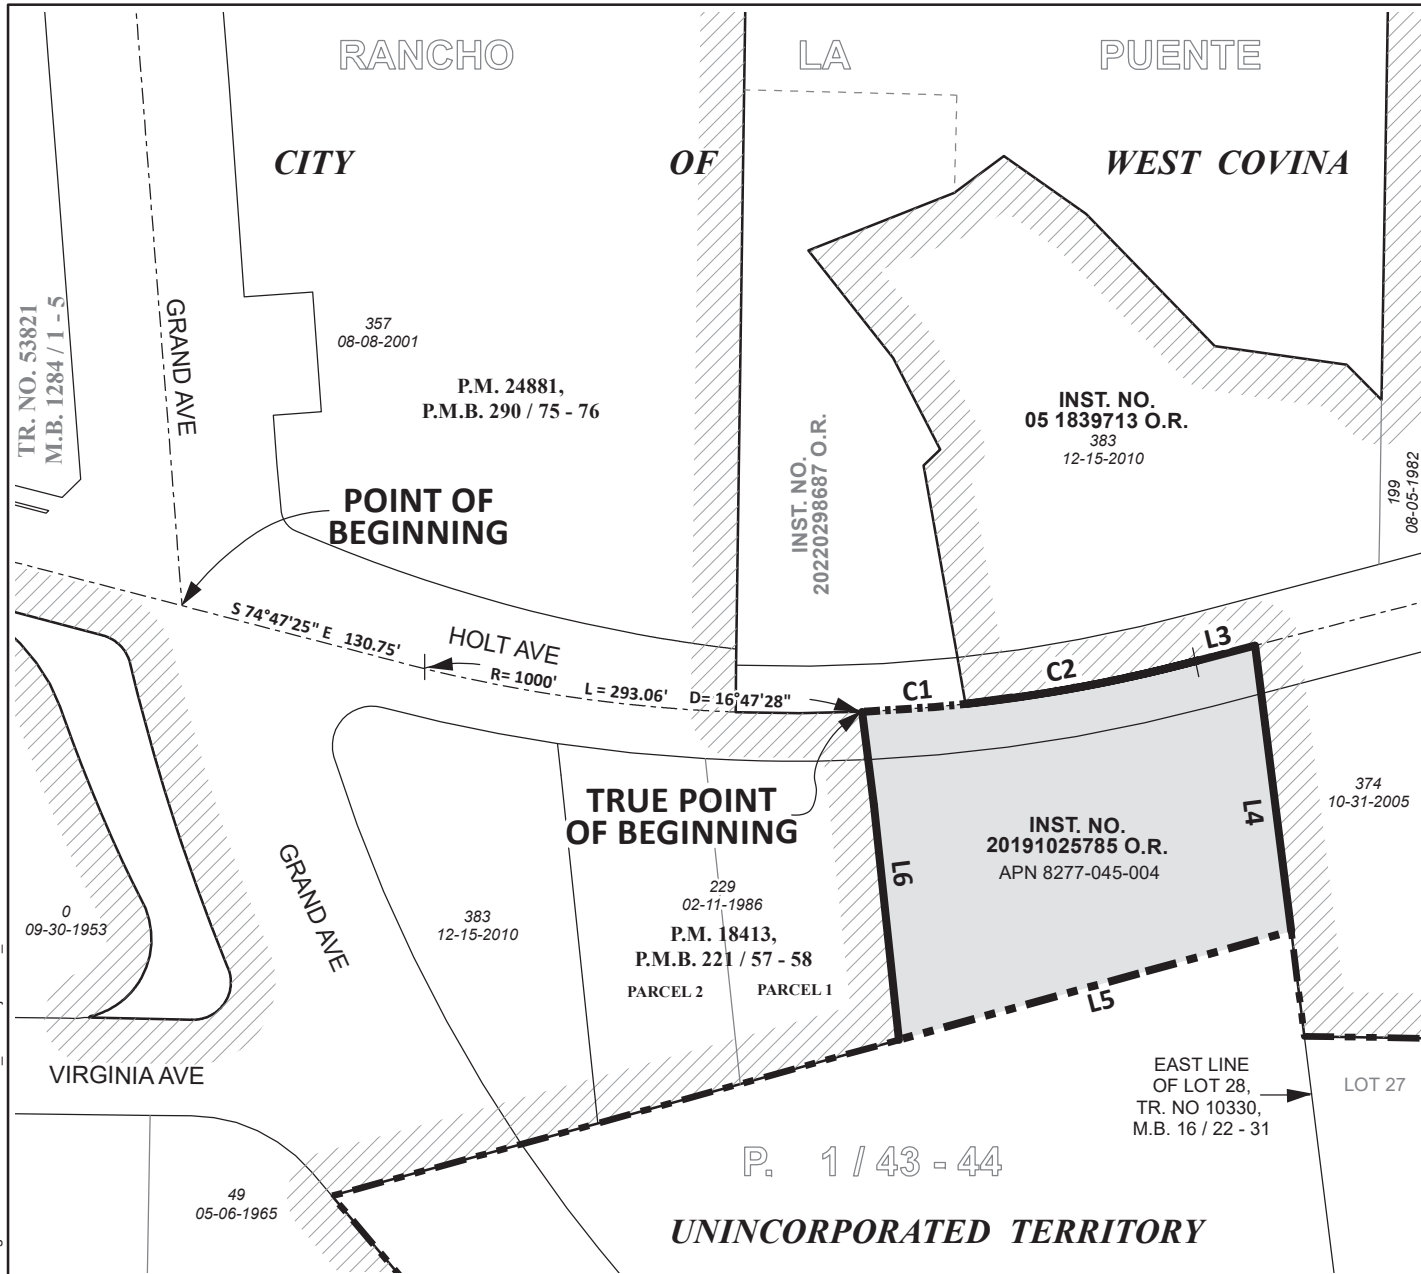 RANCHO LA PUENTE
CITY OF WEST COVINA
TR. NO. 53821
M.B. 1284 / 1 - 5
GRAND AVE
357
08-08-2001
P.M. 24881,
P.M.B. 290 / 75 - 76
INST. NO.
20220298687 O.R.
INST. NO.
05 1839713 O.R.
383
12-15-2010
199
08-05-1982
POINT OF
BEGINNING
S 74°47'25" E 130.75'
HOLT AVE
R= 1000' L = 293.06' D= 16°47'28"
C1
C2
L3
TRUE POINT
OF BEGINNING
L6
INST. NO.
20191025785 O.R.
APN 8277-045-004
L4
374
10-31-2005
0
09-30-1953
GRAND AVE
383
12-15-2010
229
02-11-1986
P.M. 18413,
P.M.B. 221 / 57 - 58
PARCEL 2 PARCEL 1
L5
VIRGINIA AVE
EAST LINE
OF LOT 28,
TR. NO 10330,
M.B. 16 / 22 - 31
LOT 27
P. 1 / 43 - 44
49
05-06-1965
UNINCORPORATED TERRITORY